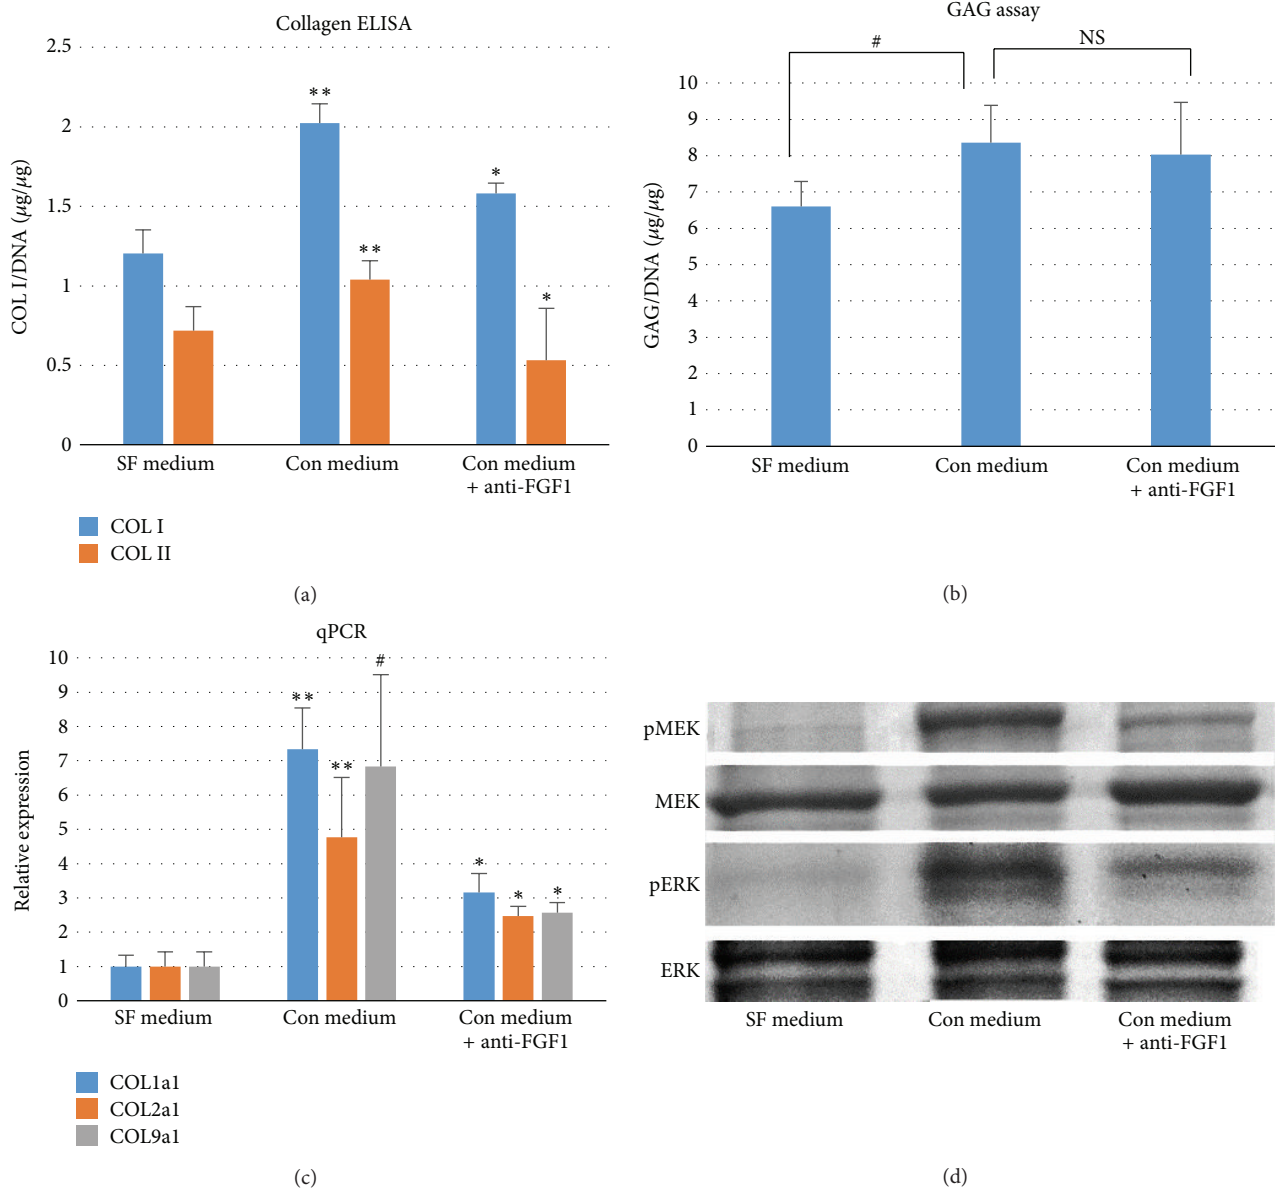 Collagen ELISA
COL I/DNA (μg/μg)
2.5
2
1.5
1
0.5
0
**
**
*
*
SF medium
Con medium
Con medium
+ anti-FGF1
COL I
COL II
(a)
GAG assay
GAG/DNA (μg/μg)
#
NS
10
9
8
7
6
5
4
3
2
1
0
SF medium
Con medium
Con medium
+ anti-FGF1
(b)
qPCR
Relative expression
10
9
8
7
6
5
4
3
2
1
0
**
**
#
*
*
*
SF medium
Con medium
Con medium
+ anti-FGF1
COL1a1
COL2a1
COL9a1
(c)
pMEK
MEK
pERK
ERK
SF medium
Con medium
Con medium
+ anti-FGF1
(d)